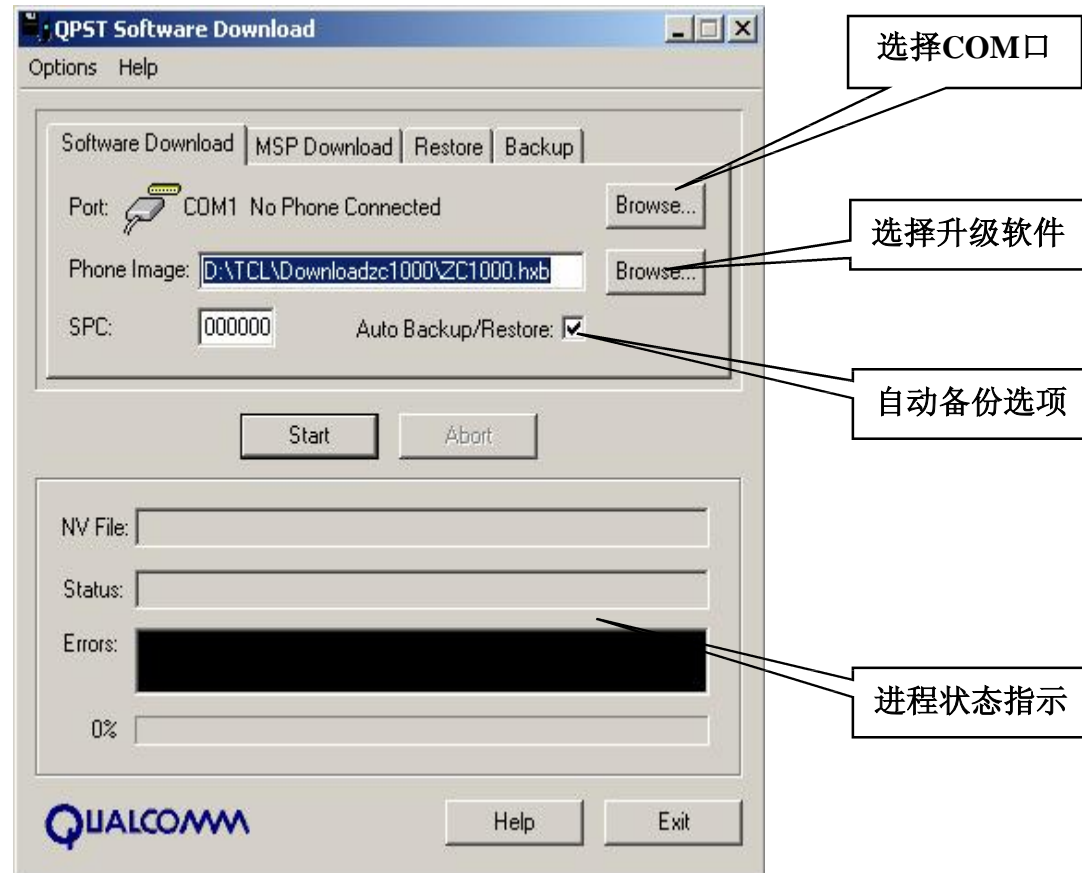 QPST Software Download
Options Help
Software Download MSP Download Restore Backup
Port: COM1 No Phone Connected Browse...
Phone Image: D:\TCL\Downloadzc1000\ZC1000.hxb Browse...
SPC: 000000 Auto Backup/Restore:
Start Abort
NV File:
Status:
Errors:
0%
QUALCOMM Help Exit
选择COM口
选择升级软件
自动备份选项
进程状态指示